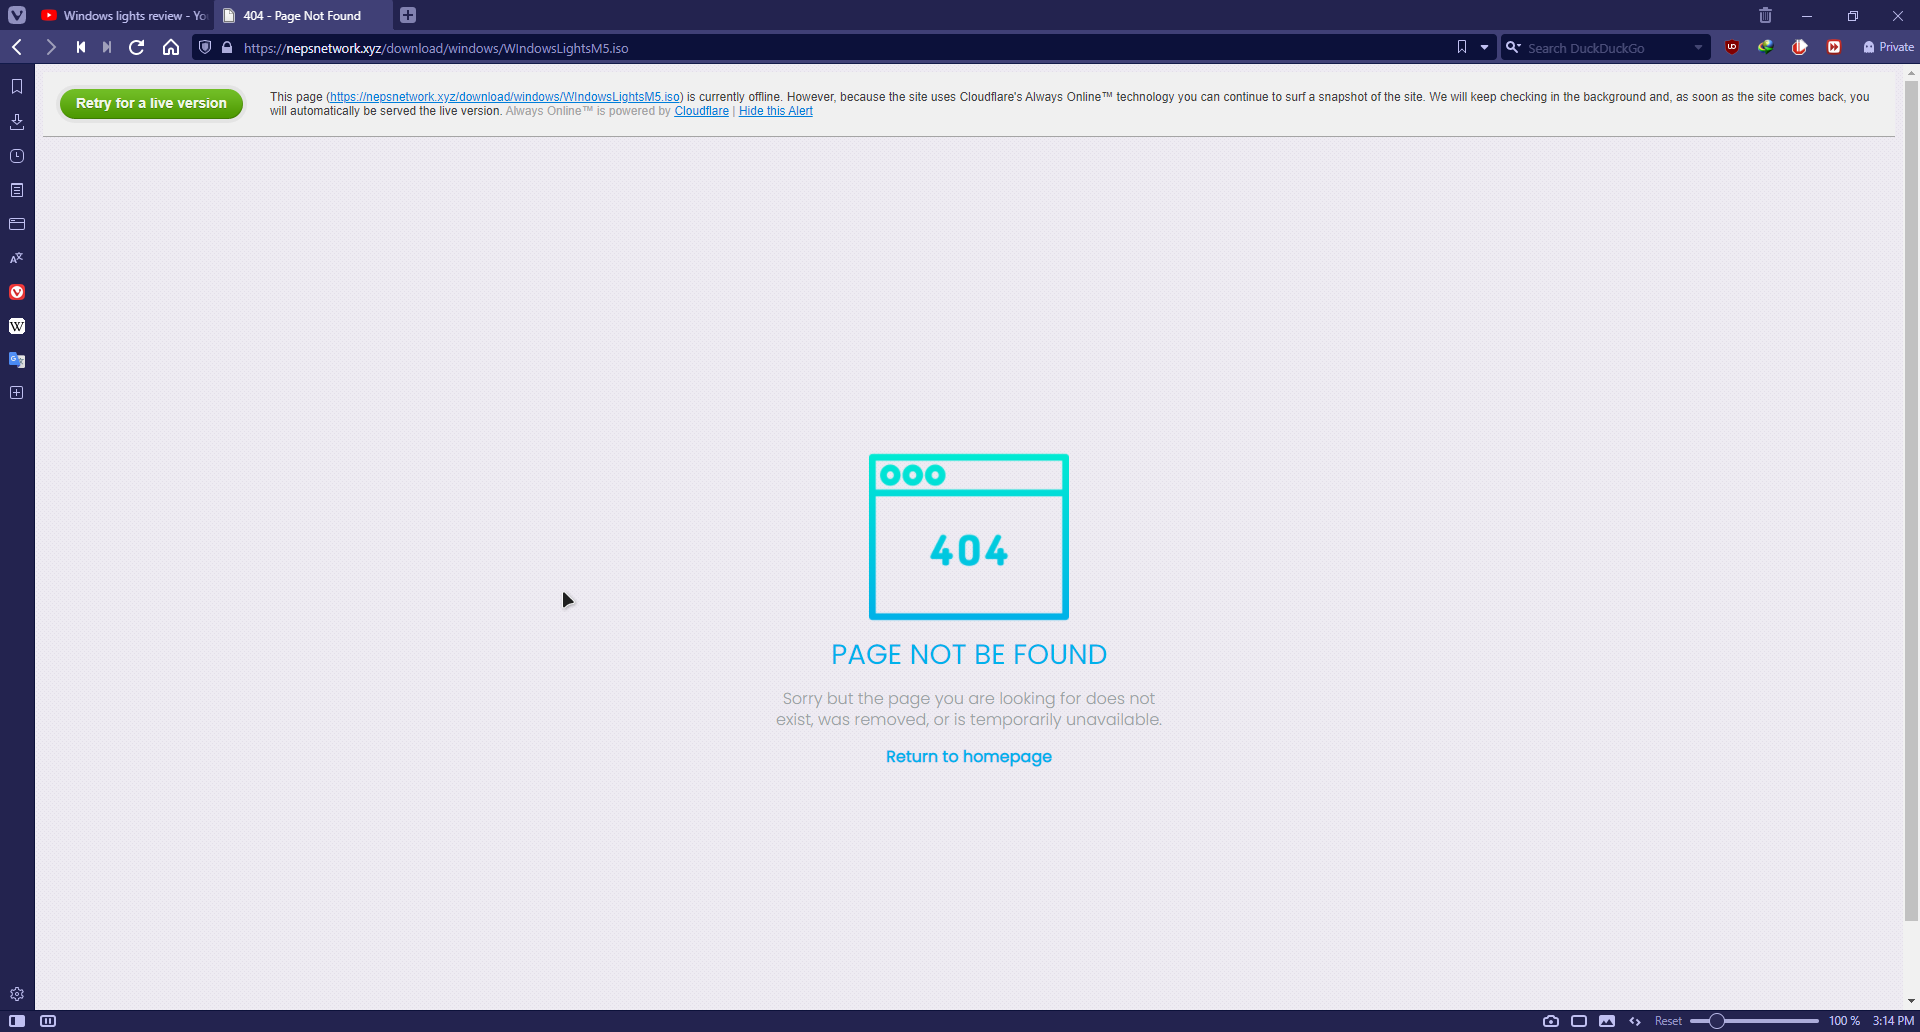 Windows lights review - Yo
404 - Page Not Found
https://nepsnetwork.xyz/download/windows/WIndowsLightsM5.iso
Search DuckDuckGo
Private
Retry for a live version
This page (https://nepsnetwork.xyz/download/windows/WIndowsLightsM5.iso) is currently offline. However, because the site uses Cloudflare's Always Online™ technology you can continue to surf a snapshot of the site. We will keep checking in the background and, as soon as the site comes back, you
will automatically be served the live version. Always Online™ is powered by Cloudflare | Hide this Alert
404
PAGE NOT BE FOUND
Sorry but the page you are looking for does not
exist, was removed, or is temporarily unavailable.
Return to homepage
Reset
100 %
3:14 PM